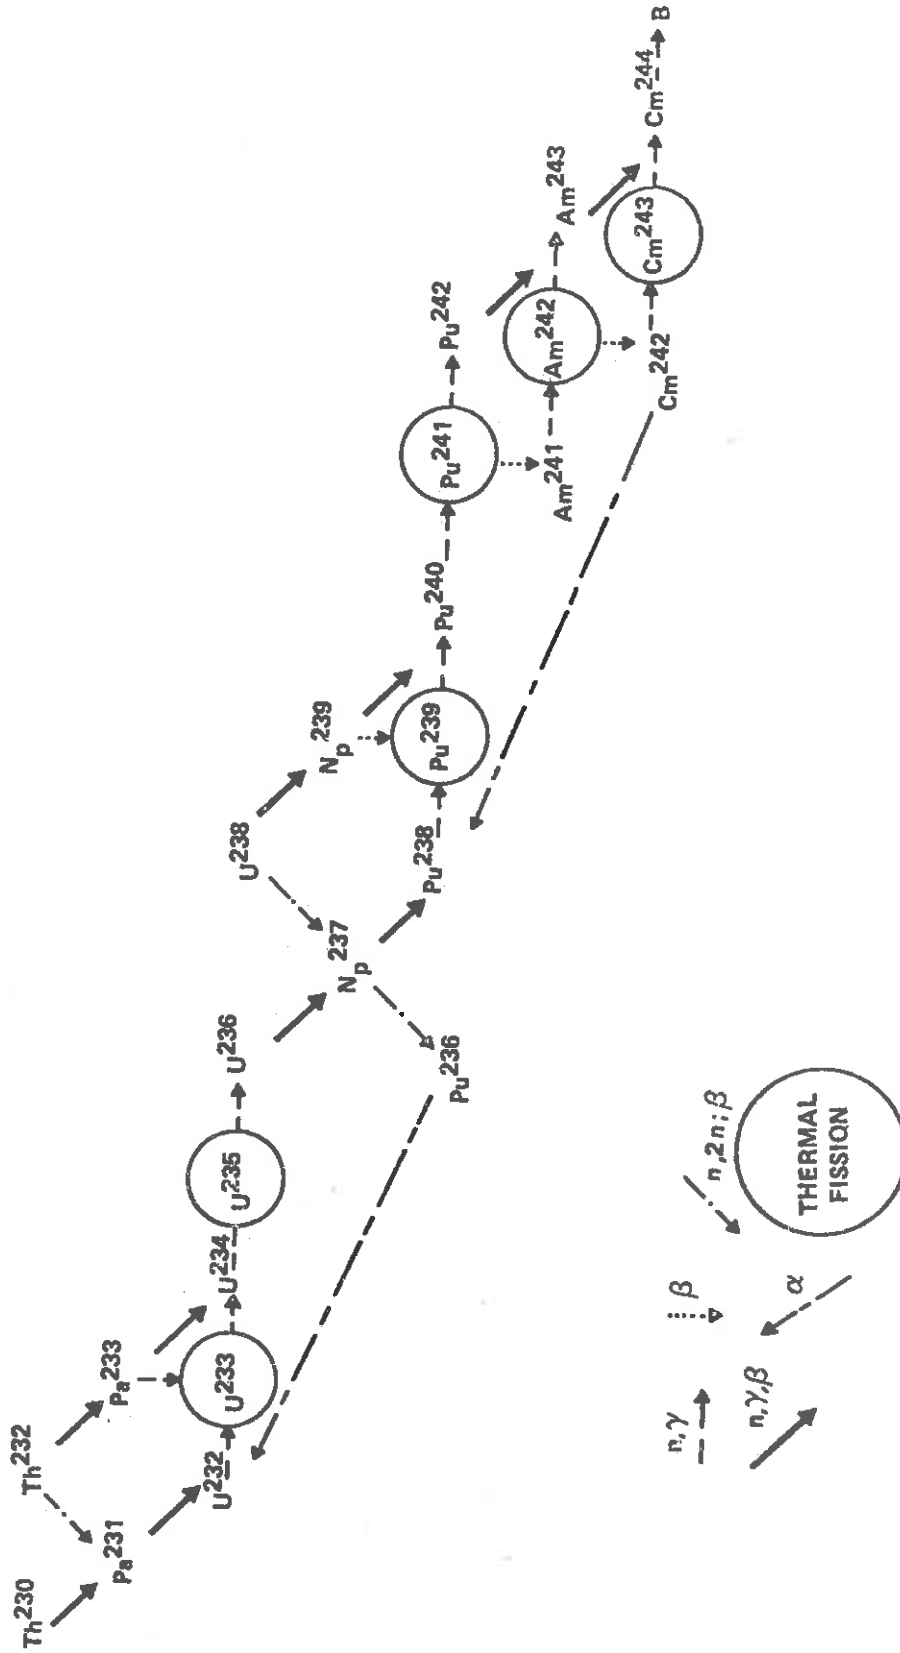 Th230
Th232
Pa231
Pa233
U232
U233
U234
U235
U236
U238
Np237
Np239
Pu236
Pu238
Pu239
Pu240
Pu241
Pu242
Am241
Am242
Am243
Cm242
Cm243
Cm244
B
n,γ
β
n,2n;β
n,γ,β
α
THERMAL
FISSION